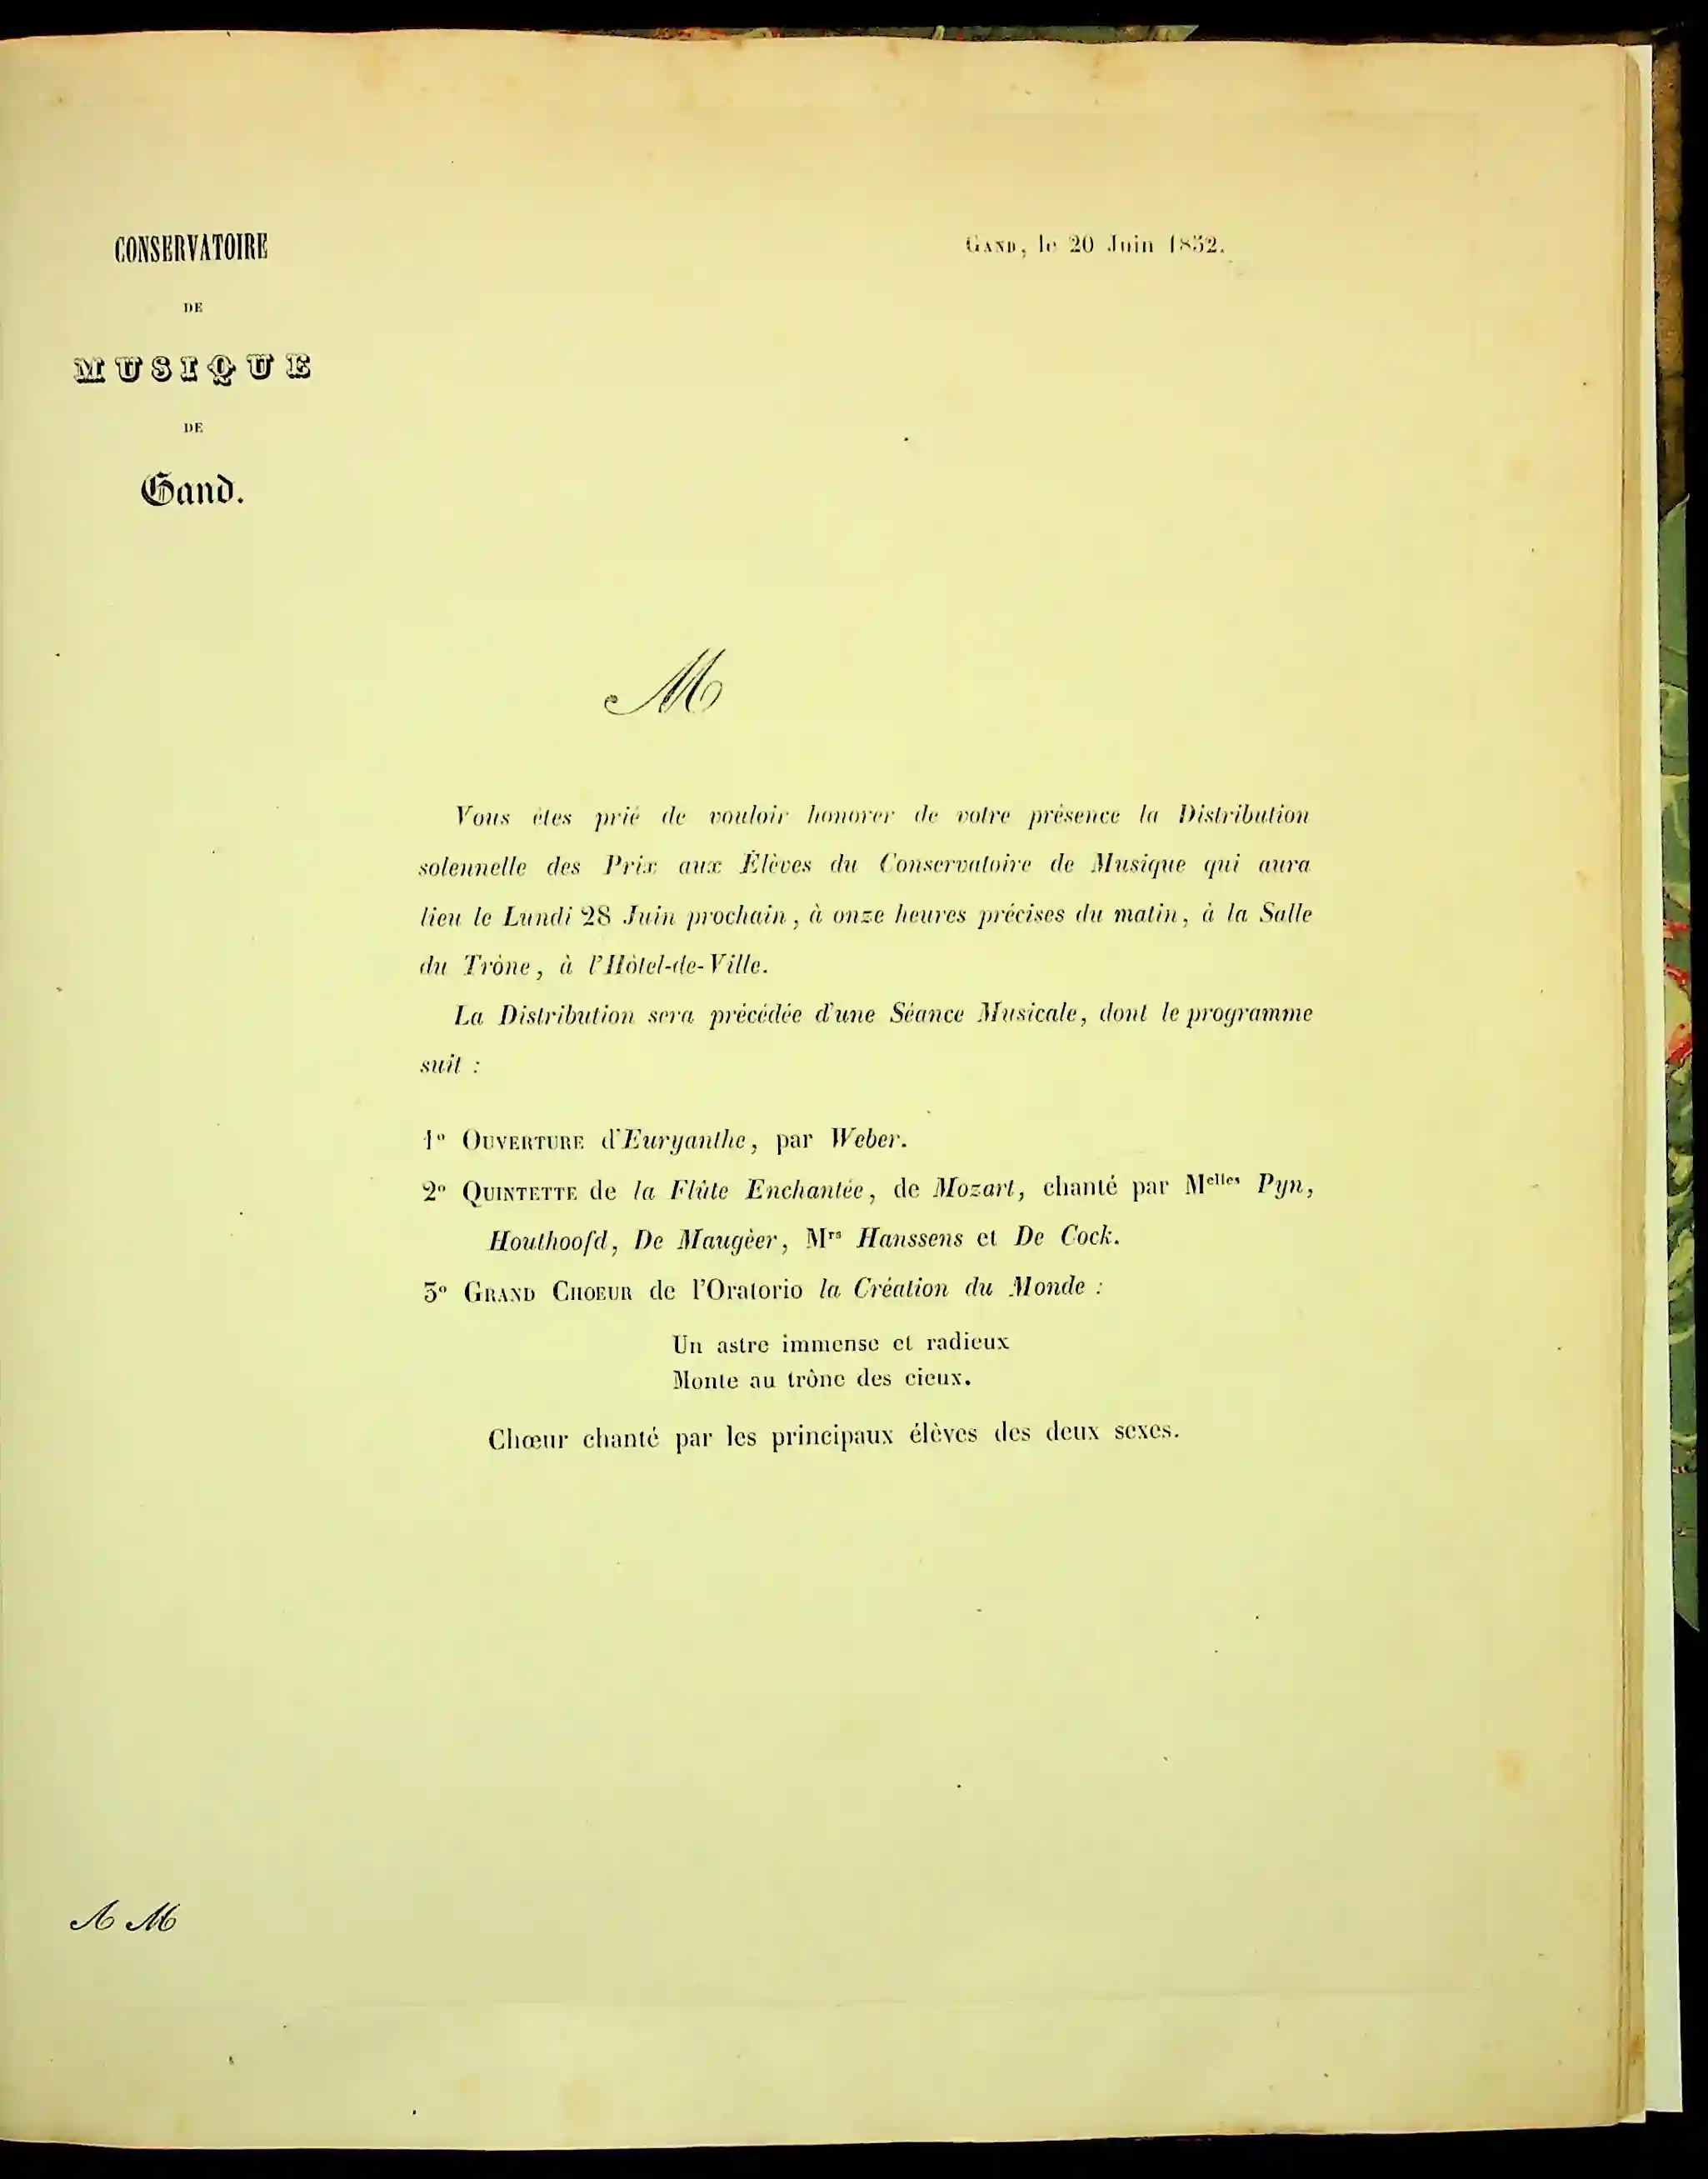 CONSERVATOIRE
DE
MUSIQUE
DE
Gand.
Gand, le 20 Juin 1852.
M
Vous êtes prié de vouloir honorer de votre présence la Distribution
solennelle des Prix aux Élèves du Conservatoire de Musique qui aura
lieu le Lundi 28 Juin prochain, à onze heures précises du matin, à la Salle
du Trône, à l'Hôtel-de-Ville.
La Distribution sera précédée d'une Séance Musicale, dont le programme
suit :
1° Ouverture d'Euryanthe, par Weber.
2° Quintette de la Flûte Enchantée, de Mozart, chanté par Melles Pyn,
Houthoofd, De Maugèer, Mrs Hanssens et De Cock.
3° Grand Choeur de l'Oratorio la Création du Monde :
Un astre immense et radieux
Monte au trône des cieux.
Chœur chanté par les principaux élèves des deux sexes.
A M